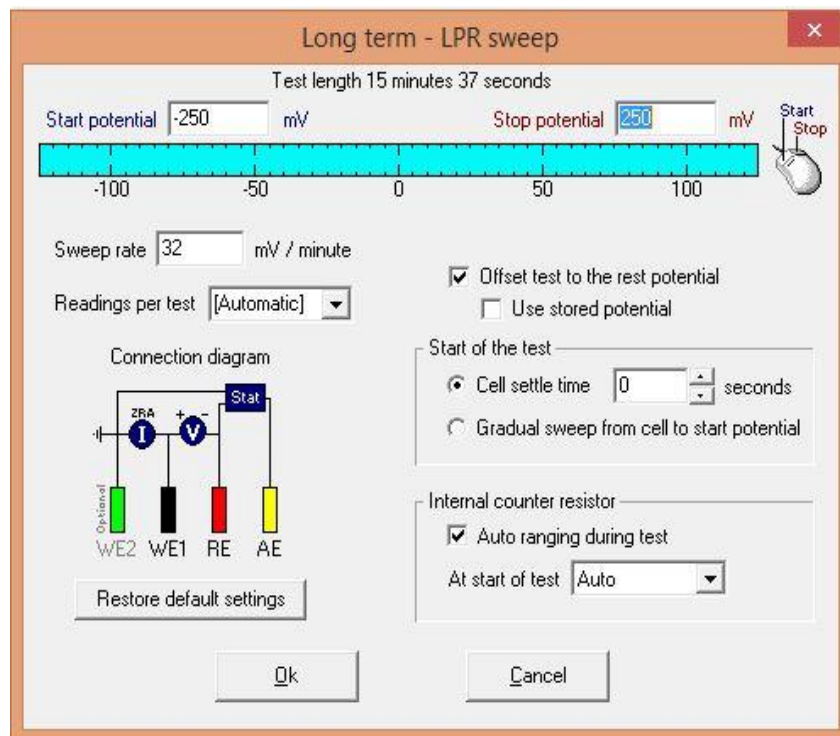 Long term - LPR sweep
x
Test length 15 minutes 37 seconds
Start potential -250 mV Stop potential 250 mV
Start
Stop
-100 -50 0 50 100
Sweep rate 32 mV / minute
Offset test to the rest potential
Readings per test [Automatic]
Use stored potential
Connection diagram
Start of the test
Stat
Cell settle time 0 seconds
ZRA + -
I V
Gradual sweep from cell to start potential
Optional
WE2 WE1 RE AE
Internal counter resistor
Auto ranging during test
At start of test Auto
Restore default settings
Ok Cancel